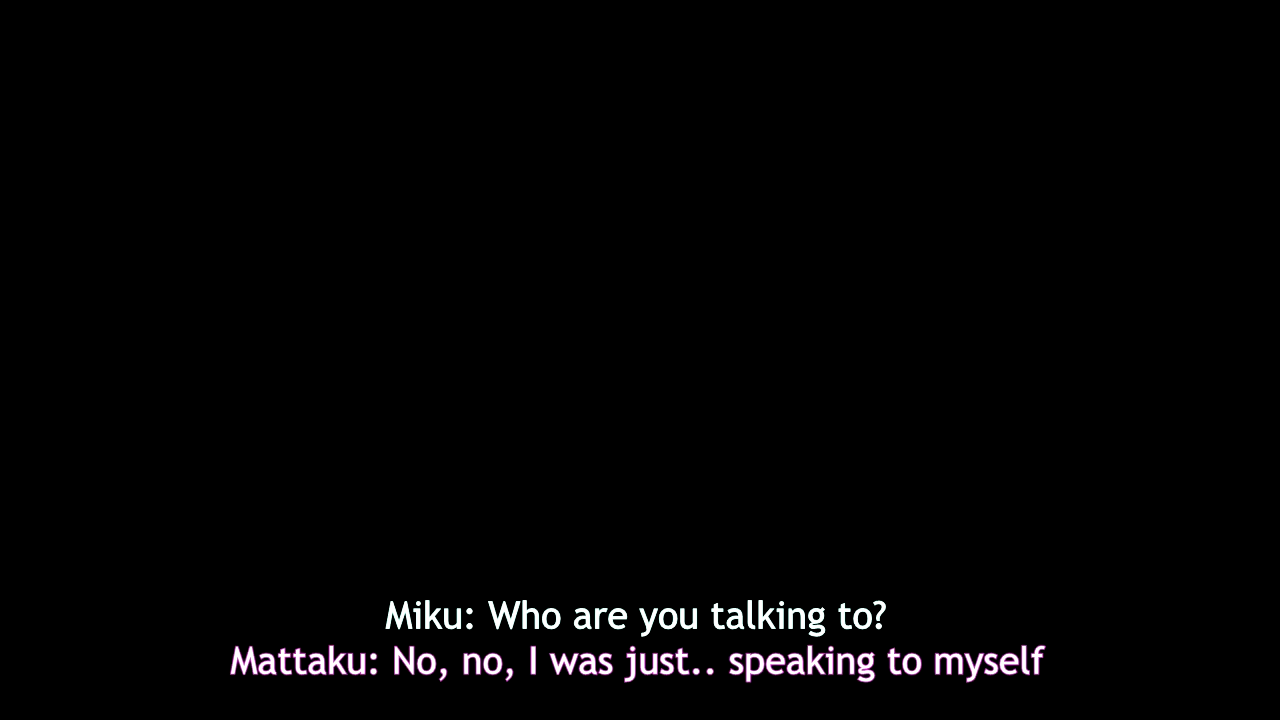 Miku: Who are you talking to?
Mattaku: No, no, I was just.. speaking to myself